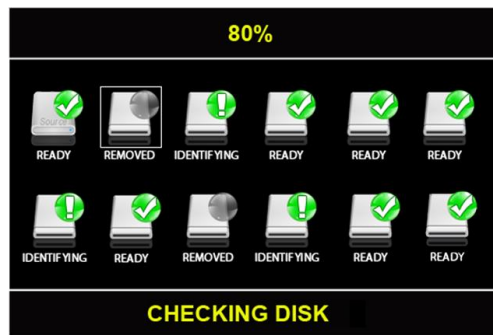 80%
Source
READY REMOVED IDENTIFYING READY READY READY
IDENTIFYING READY REMOVED IDENTIFYING READY READY
CHECKING DISK